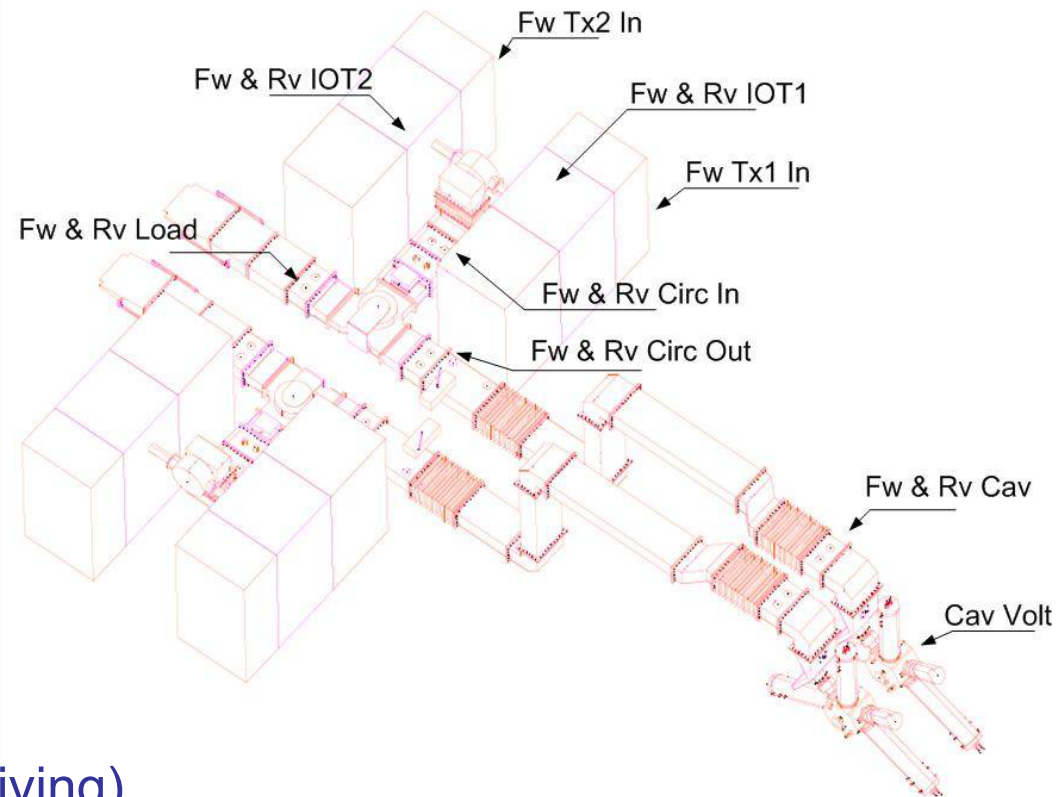 Fw Tx2 In
Fw & Rv IOT2
Fw & Rv IOT1
Fw Tx1 In
Fw & Rv Load
Fw & Rv Circ In
Fw & Rv Circ Out
Fw & Rv Cav
Cav Volt
iving)